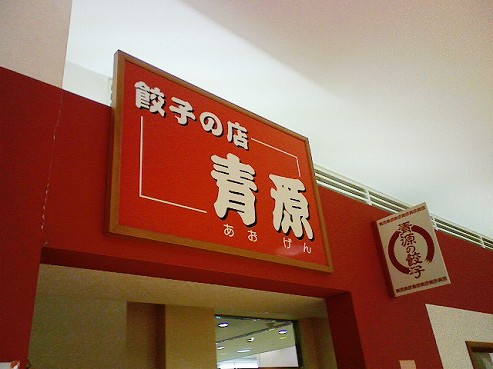 餃子の店
青源
あおげん
青源の餃子